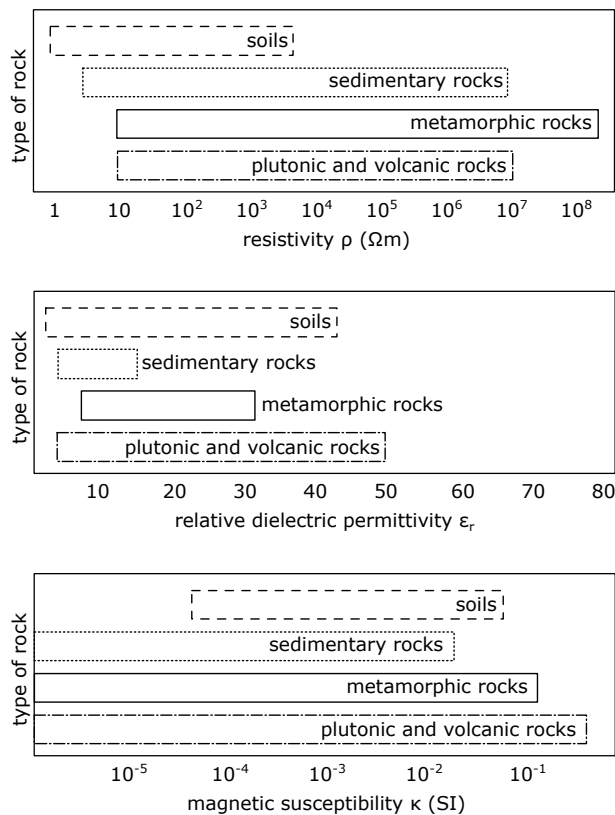 type of rock
soils
sedimentary rocks
metamorphic rocks
plutonic and volcanic rocks
1 10 10² 10³ 10⁴ 10⁵ 10⁶ 10⁷ 10⁸
resistivity ρ (Ωm)
type of rock
soils
sedimentary rocks
metamorphic rocks
plutonic and volcanic rocks
10 20 30 40 50 60 70 80
relative dielectric permittivity εᵣ
type of rock
soils
sedimentary rocks
metamorphic rocks
plutonic and volcanic rocks
10⁻⁵ 10⁻⁴ 10⁻³ 10⁻² 10⁻¹
magnetic susceptibility κ (SI)